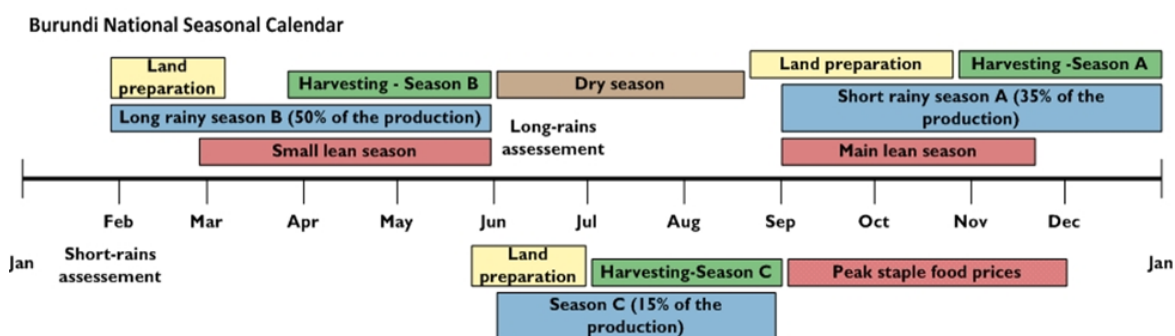 Burundi National Seasonal Calendar
Land
preparation
Harvesting - Season B
Dry season
Land preparation
Harvesting -Season A
Long rainy season B (50% of the production)
Short rainy season A (35% of the
production)
Long-rains
assessement
Small lean season
Main lean season
Feb
Mar
Apr
May
Jun
Jul
Aug
Sep
Oct
Nov
Dec
Jan
Short-rains
assessement
Jan
Land
preparation
Harvesting-Season C
Peak staple food prices
Season C (15% of the
production)